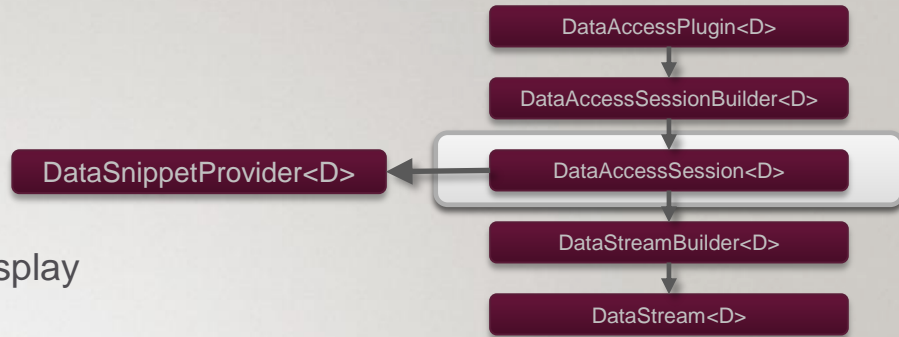 DataAccessPlugin<D>
DataAccessSessionBuilder<D>
DataSnippetProvider<D>
DataAccessSession<D>
DataStreamBuilder<D>
splay
DataStream<D>